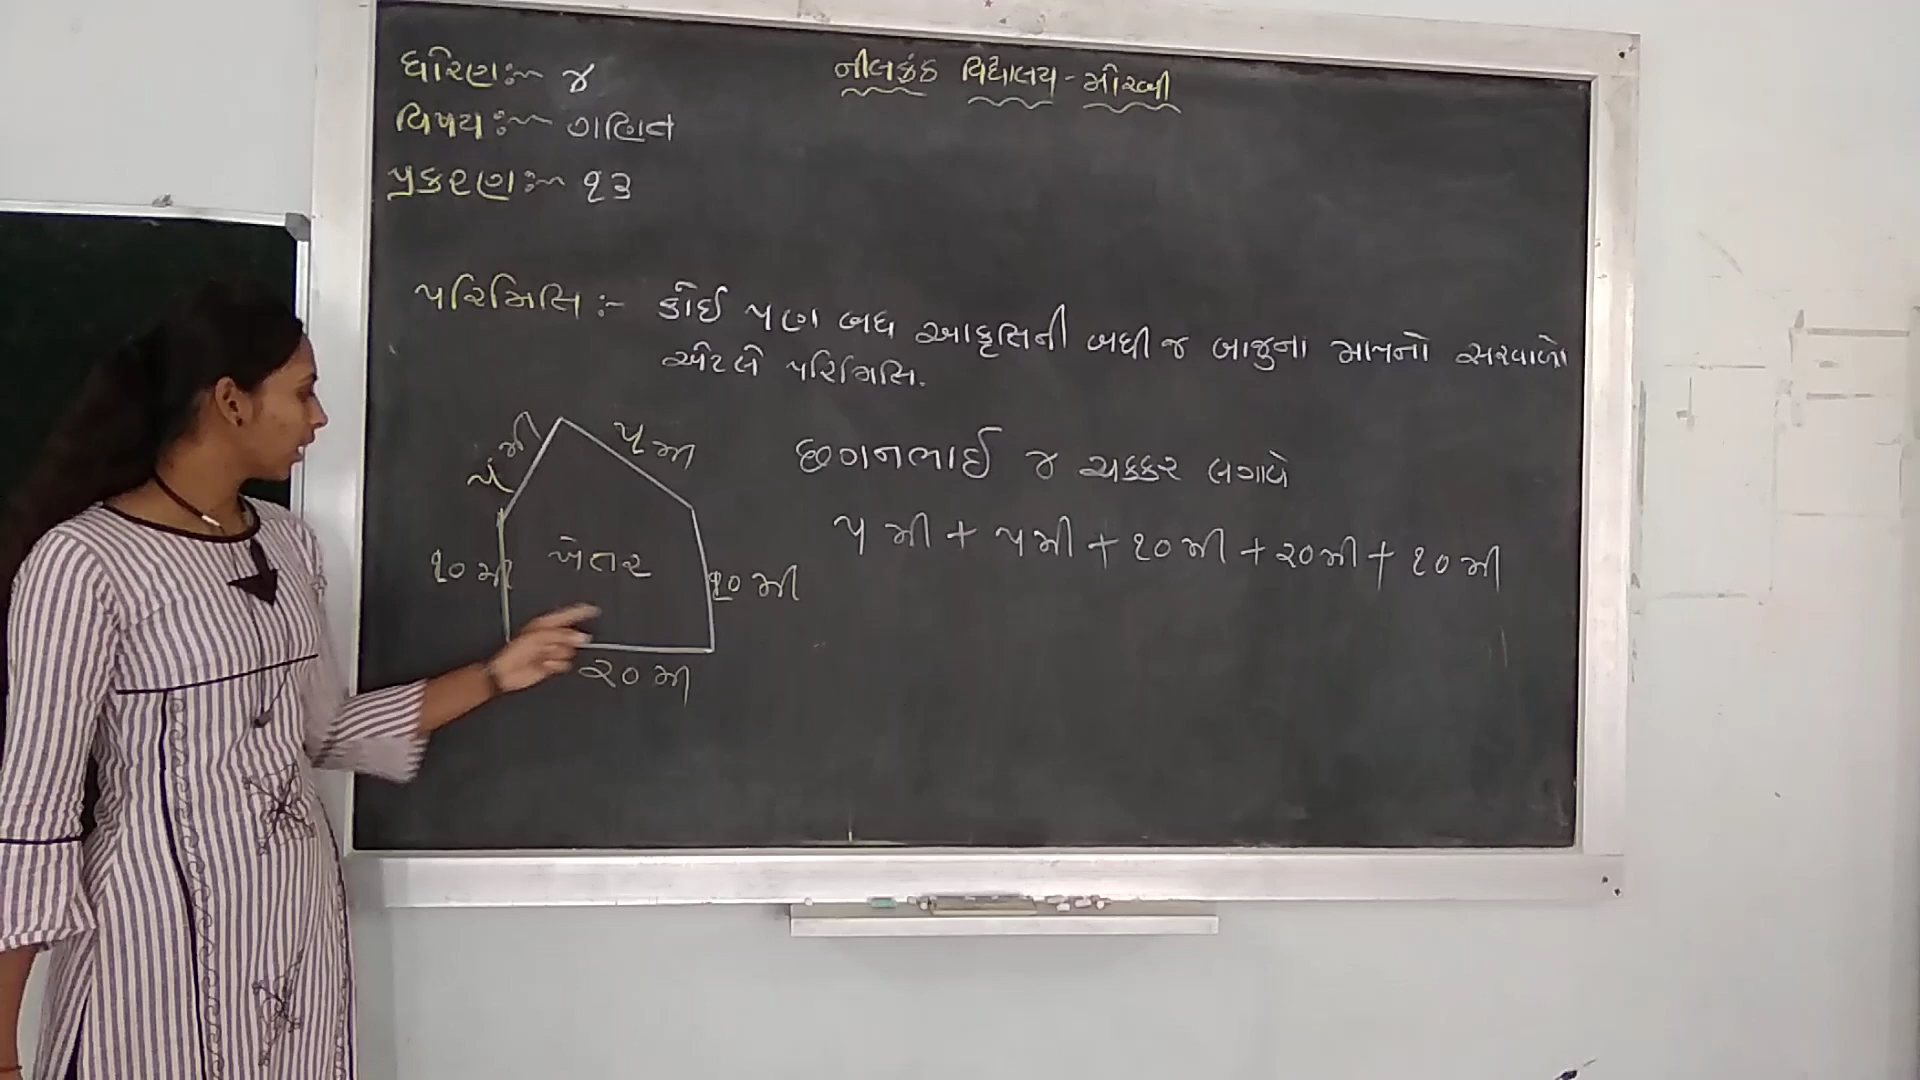 નીલકંઠ વિદ્યાલય - મોરબી
ધોરણ :- ૪
વિષય :- ગણિત
પ્રકરણ :- ૧૩
પરિમિતિ :- કોઈ પણ બંધ આકૃતિની બધી જ બાજુના માપનો સરવાળો
એટલે પરિમિતિ.
૫ મી
૫ મી
૧૦ મી
ખેતર
૧૦ મી
૨૦ મી
છગનભાઈ ૪ ચક્કર લગાવે
૫ મી + ૫ મી + ૧૦ મી + ૨૦ મી + ૧૦ મી